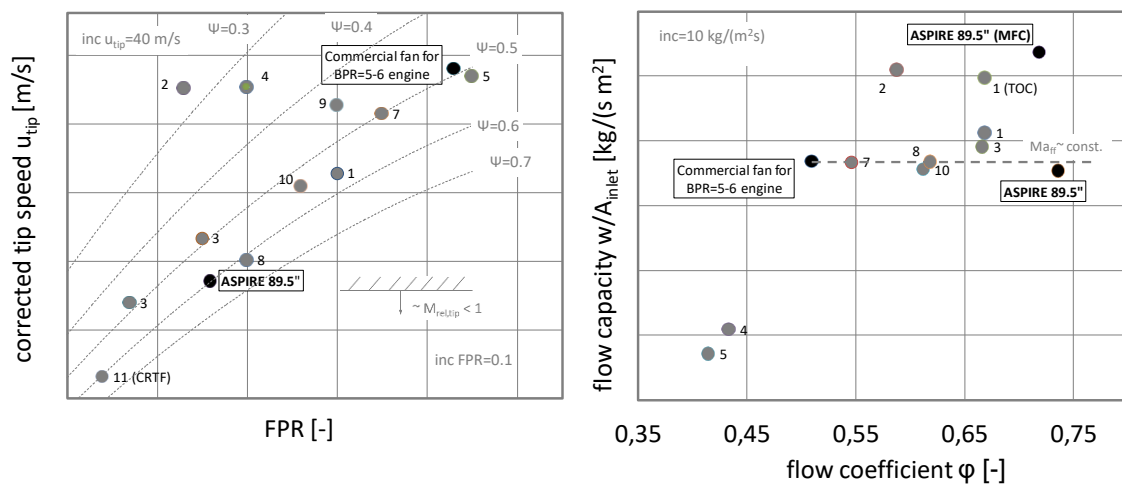 inc u_tip=40 m/s
Ψ=0.3
Ψ=0.4
Ψ=0.5
Ψ=0.6
Ψ=0.7
Commercial fan for
BPR=5-6 engine
2
4
5
9
7
1
10
3
8
ASPIRE 89.5"
3
~ M_rel,tip < 1
inc FPR=0.1
11 (CRTF)
corrected tip speed u_tip [m/s]
FPR [-]
inc=10 kg/(m²s)
ASPIRE 89.5" (MFC)
2
1 (TOC)
1
3
Ma_ff ~ const.
Commercial fan for
BPR=5-6 engine
7
8
10
ASPIRE 89.5"
4
5
flow capacity w/A_inlet [kg/(s m²)
0,35
0,45
0,55
0,65
0,75
flow coefficient φ [-]